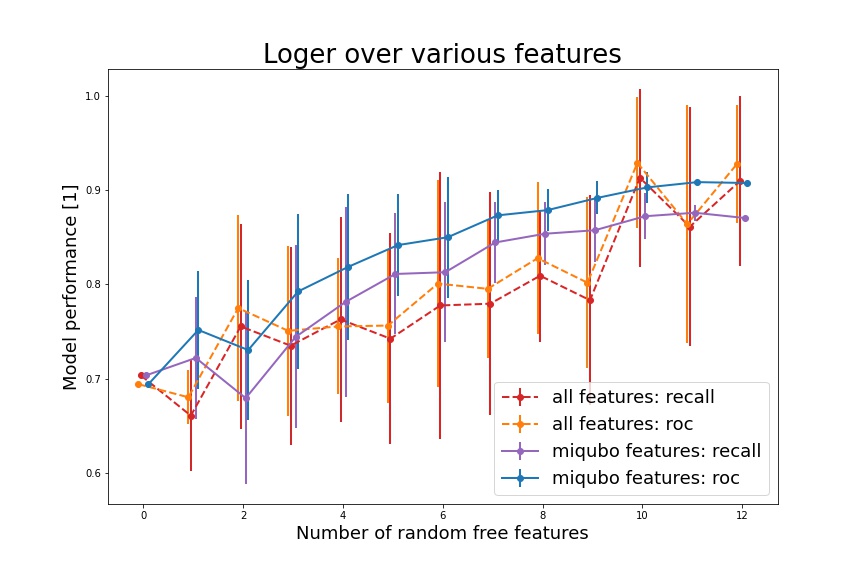 Loger over various features
Model performance [1]
1.0
0.9
0.8
0.7
0.6
0
2
4
6
8
10
12
Number of random free features
all features: recall
all features: roc
miqubo features: recall
miqubo features: roc